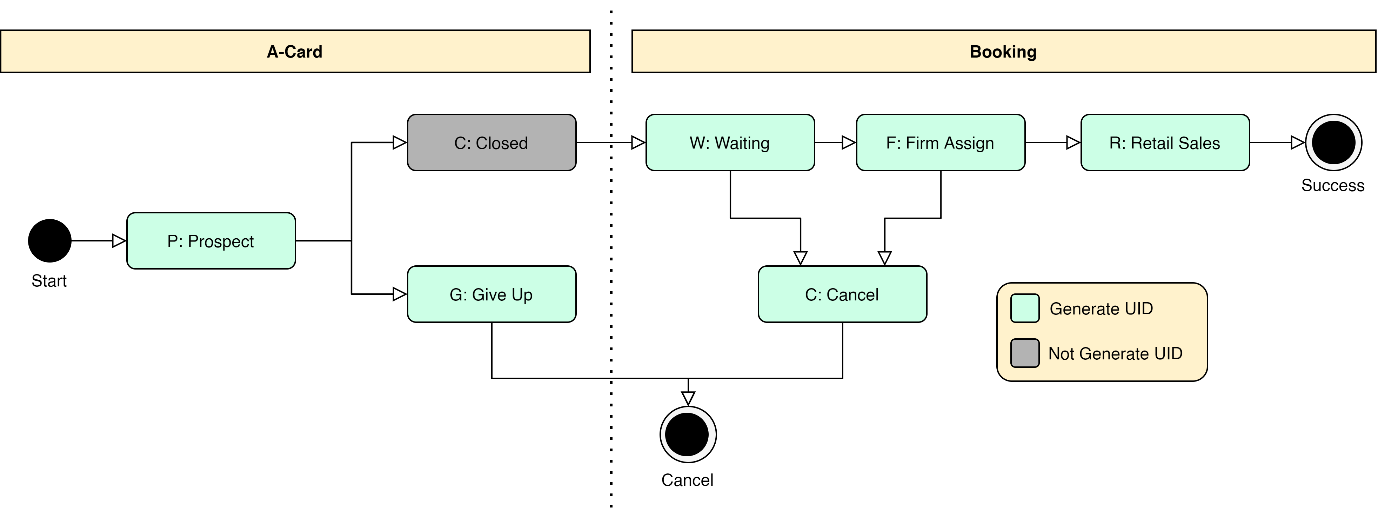 A-Card
Booking
C: Closed
W: Waiting
F: Firm Assign
R: Retail Sales
Success
P: Prospect
Start
G: Give Up
C: Cancel
Generate UID
Not Generate UID
Cancel